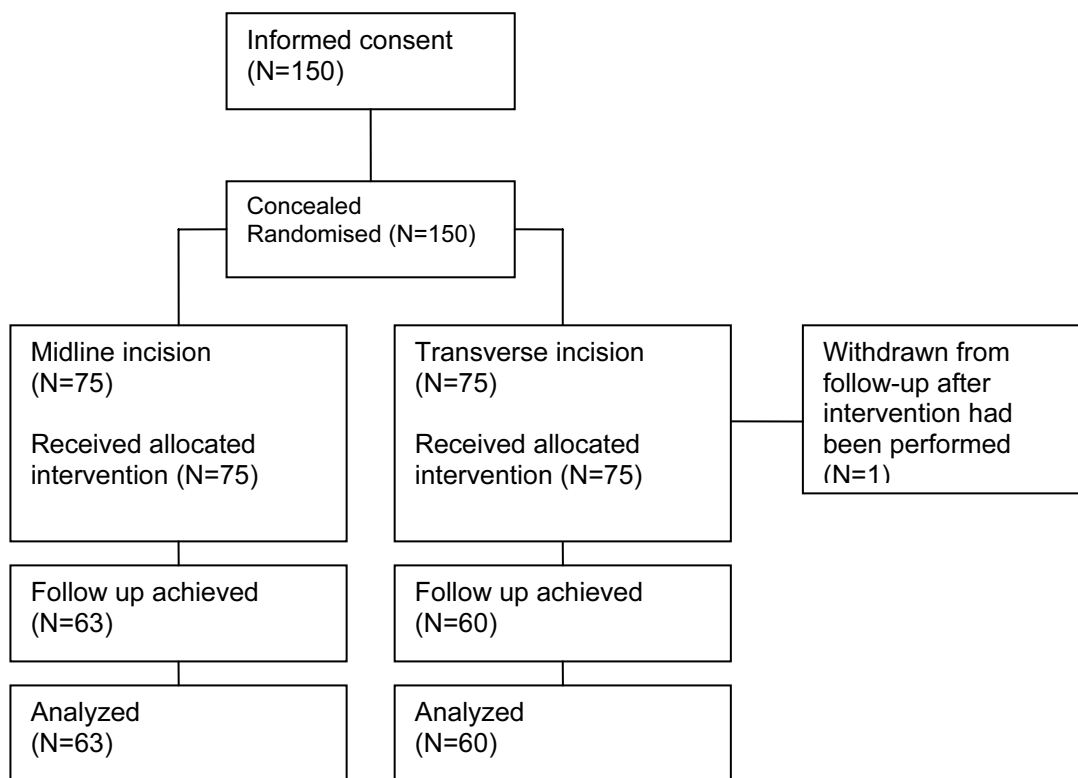 Informed consent
(N=150)
Concealed
Randomised (N=150)
Midline incision
(N=75)
Received allocated
intervention (N=75)
Transverse incision
(N=75)
Received allocated
intervention (N=75)
Withdrawn from
follow-up after
intervention had
been performed
(N=1)
Follow up achieved
(N=63)
Follow up achieved
(N=60)
Analyzed
(N=63)
Analyzed
(N=60)